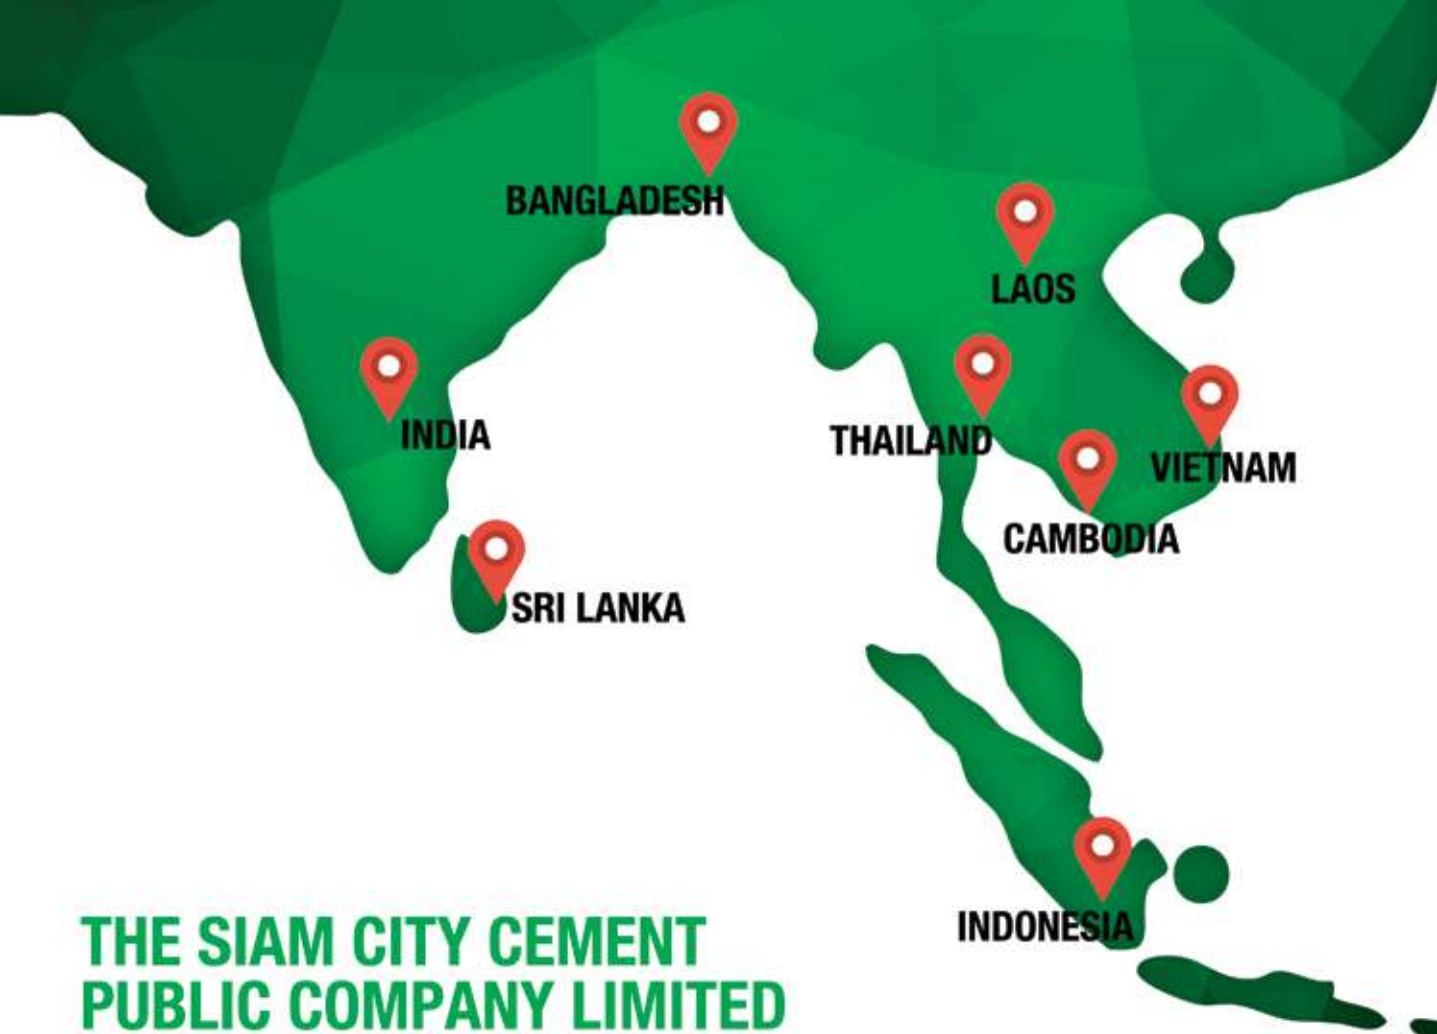 BANGLADESH
LAOS
INDIA
THAILAND
VIETNAM
CAMBODIA
SRI LANKA
INDONESIA
THE SIAM CITY CEMENT
PUBLIC COMPANY LIMITED